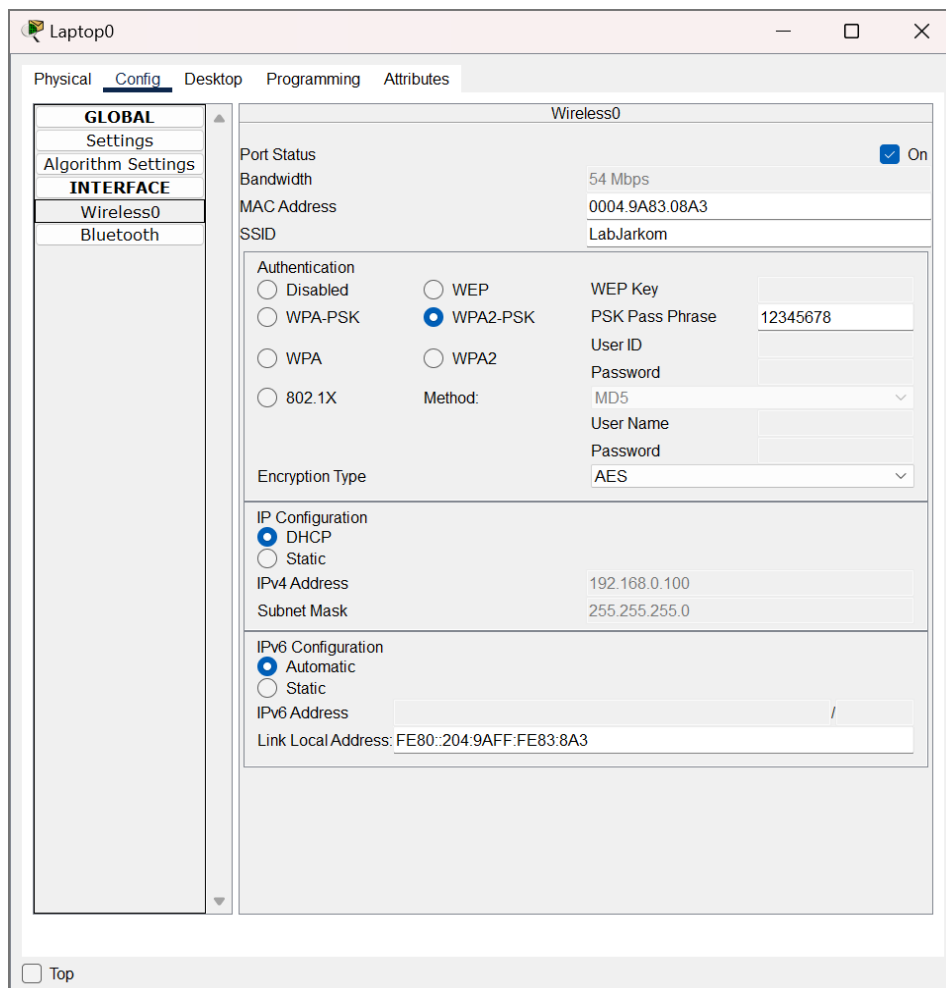 Laptop0
Physical Config Desktop Programming Attributes
GLOBAL
Settings
Algorithm Settings
INTERFACE
Wireless0
Bluetooth
Wireless0
Port Status On
Bandwidth 54 Mbps
MAC Address 0004.9A83.08A3
SSID LabJarkom
Authentication
Disabled WEP WEP Key
WPA-PSK WPA2-PSK PSK Pass Phrase 12345678
User ID
WPA WPA2
Password
802.1X Method: MD5
User Name
Password
Encryption Type AES
IP Configuration
DHCP
Static
IPv4 Address 192.168.0.100
Subnet Mask 255.255.255.0
IPv6 Configuration
Automatic
Static
IPv6 Address /
Link Local Address: FE80::204:9AFF:FE83:8A3
Top